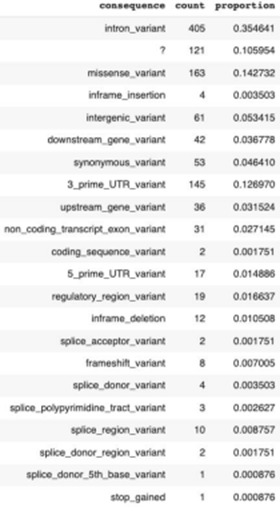 consequence count proportion
intron_variant 405 0.354641
? 121 0.105954
missense_variant 163 0.142732
inframe_insertion 4 0.003503
intergenic_variant 61 0.053415
downstream_gene_variant 42 0.036778
synonymous_variant 53 0.046410
3_prime_UTR_variant 145 0.126970
upstream_gene_variant 36 0.031524
non_coding_transcript_exon_variant 31 0.027145
coding_sequence_variant 2 0.001751
5_prime_UTR_variant 17 0.014886
regulatory_region_variant 19 0.016637
inframe_deletion 12 0.010508
splice_acceptor_variant 2 0.001751
frameshift_variant 8 0.007005
splice_donor_variant 4 0.003503
splice_polypyrimidine_tract_variant 3 0.002627
splice_region_variant 10 0.008757
splice_donor_region_variant 2 0.001751
splice_donor_5th_base_variant 1 0.000876
stop_gained 1 0.000876